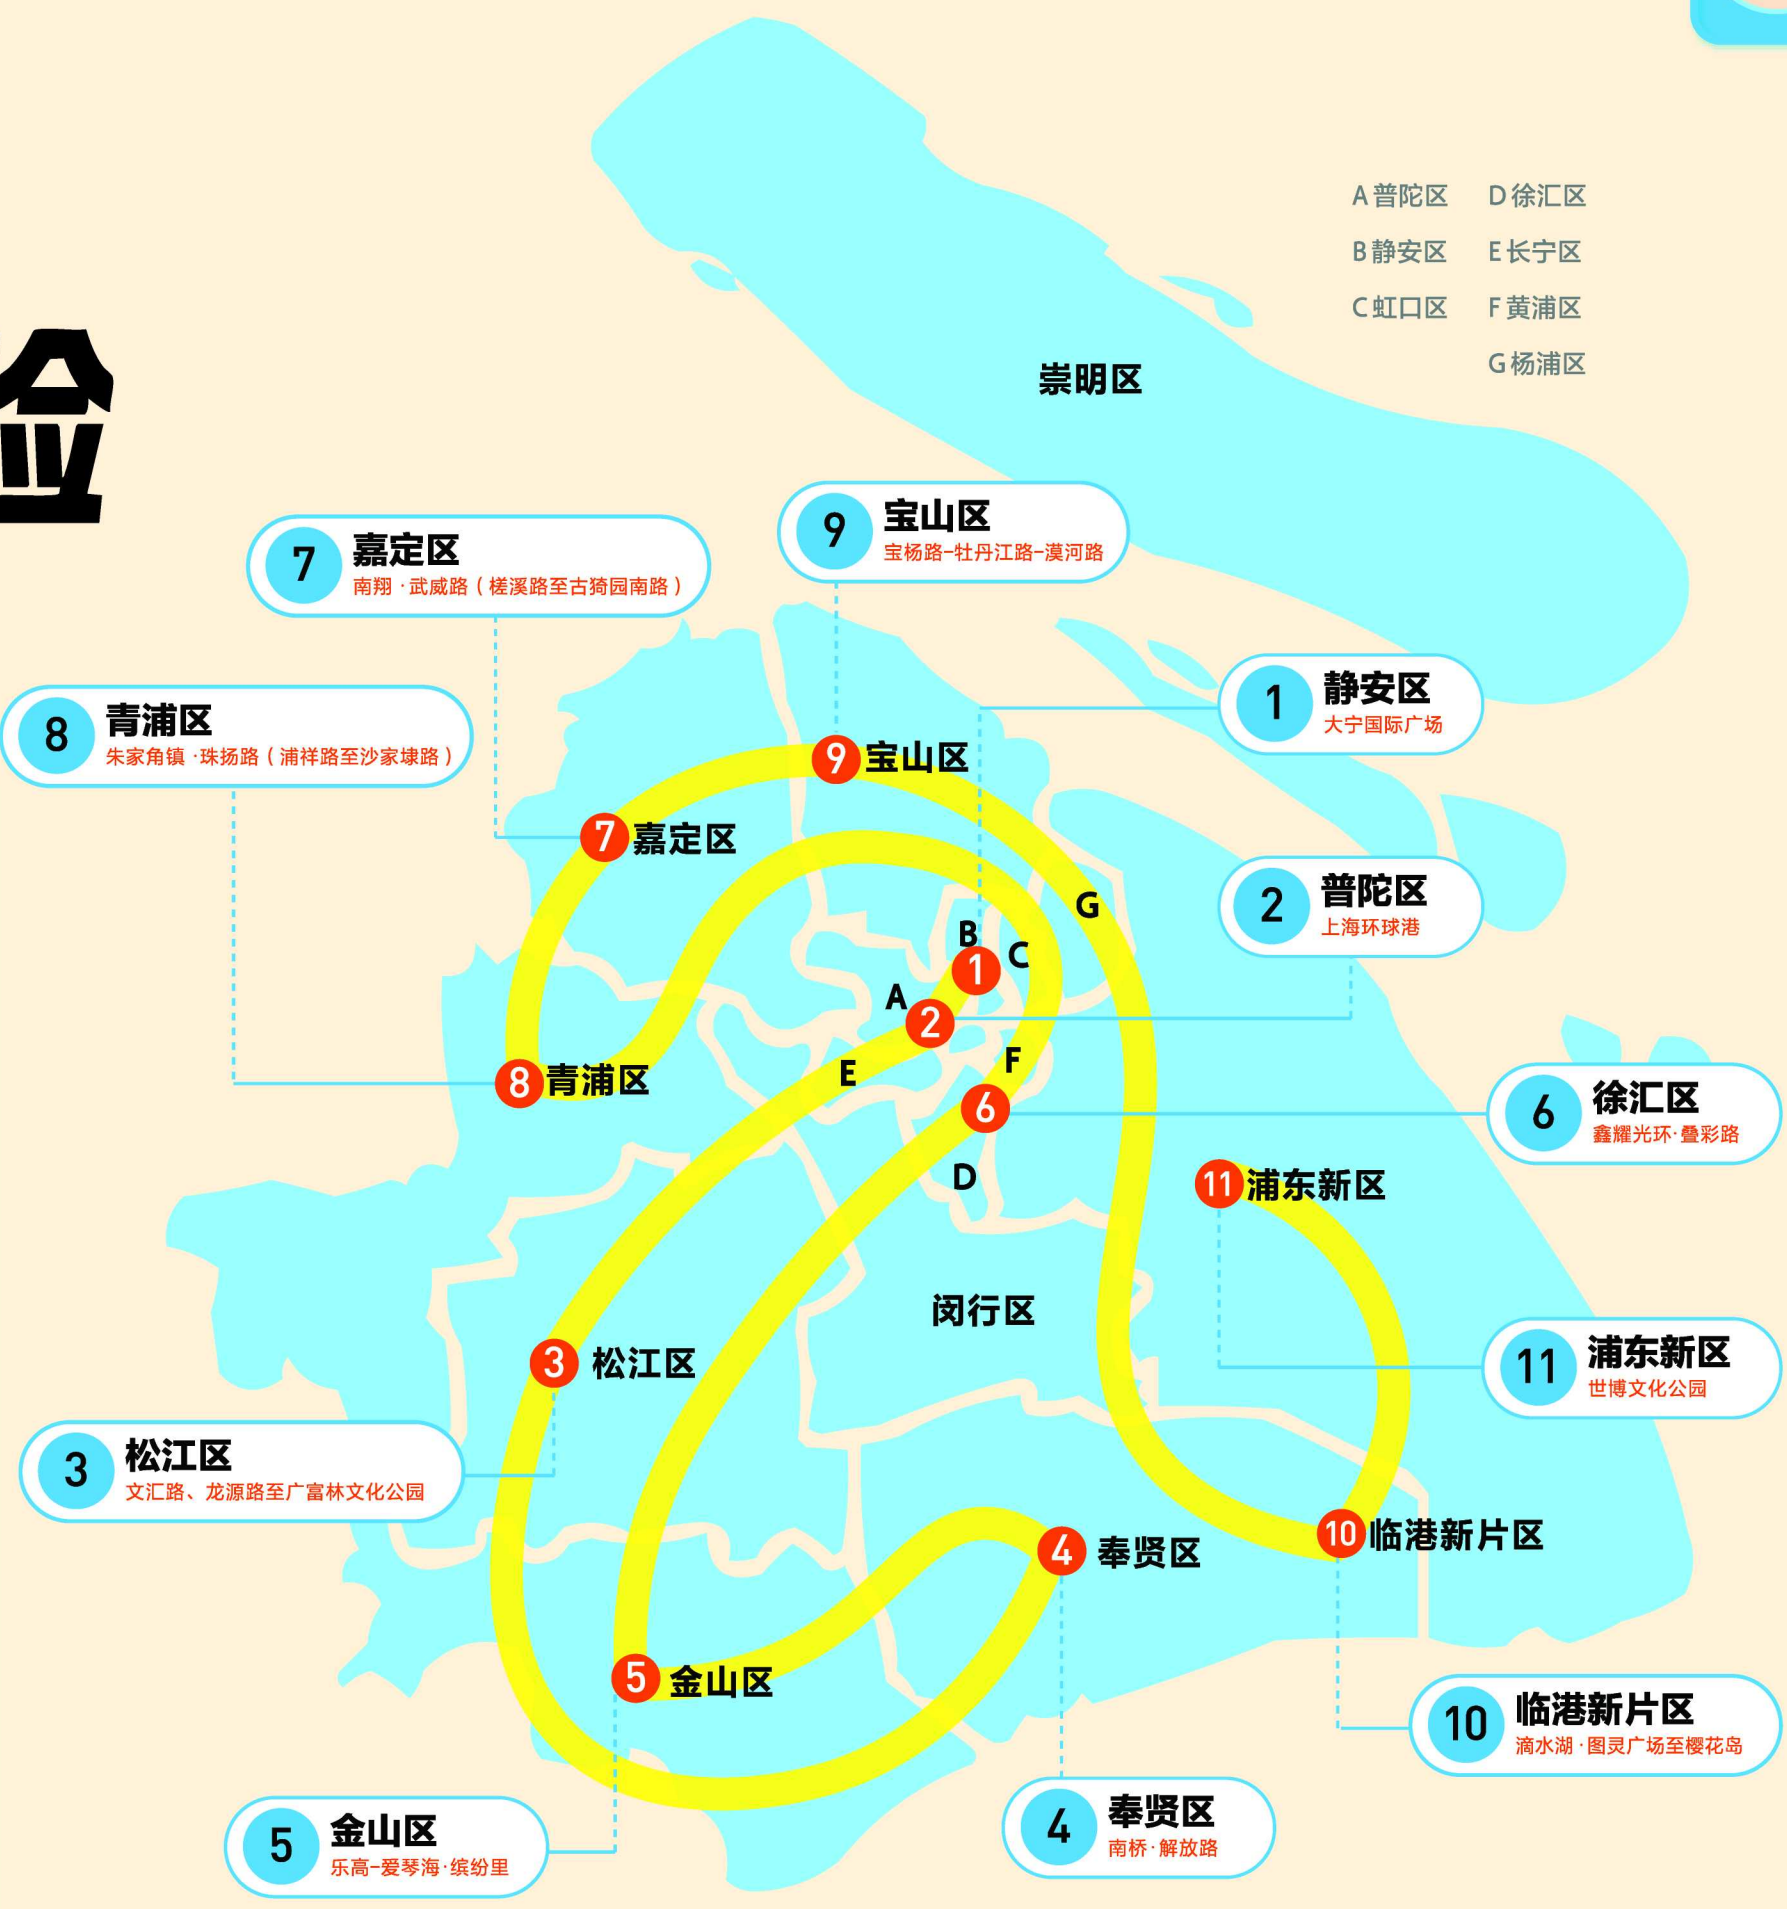 A 普陀区
D 徐汇区
B 静安区
E 长宁区
C 虹口区
F 黄浦区
G 杨浦区
崇明区
9
宝山区
宝杨路-牡丹江路-漠河路
7
嘉定区
南翔·武威路（槎溪路至古猗园南路）
1
静安区
大宁国际广场
8
青浦区
朱家角镇·珠扬路（浦祥路至沙家埭路）
9
宝山区
7
嘉定区
2
普陀区
上海环球港
G
B
C
1
A
2
F
E
8
青浦区
6
6
徐汇区
鑫耀光环·叠彩路
D
11
浦东新区
闵行区
3
松江区
11
浦东新区
世博文化公园
3
松江区
文汇路、龙源路至广富林文化公园
4
奉贤区
10
临港新片区
5
金山区
10
临港新片区
滴水湖·图灵广场至樱花岛
4
奉贤区
南桥·解放路
5
金山区
乐高-爱琴海·缤纷里